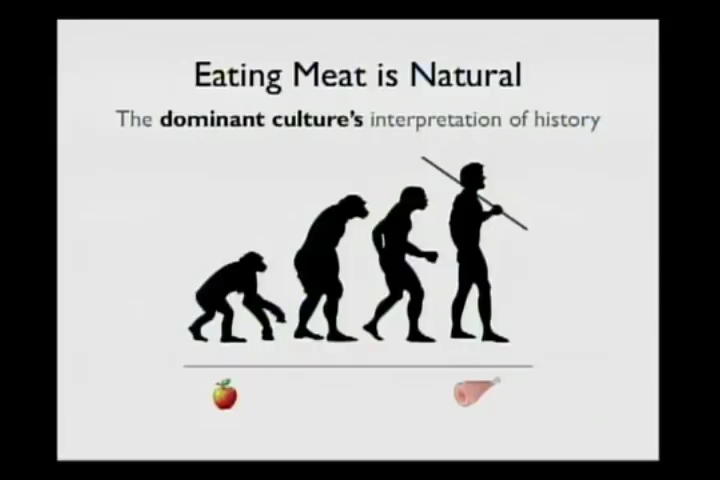 Eating Meat is Natural
The dominant culture's interpretation of history